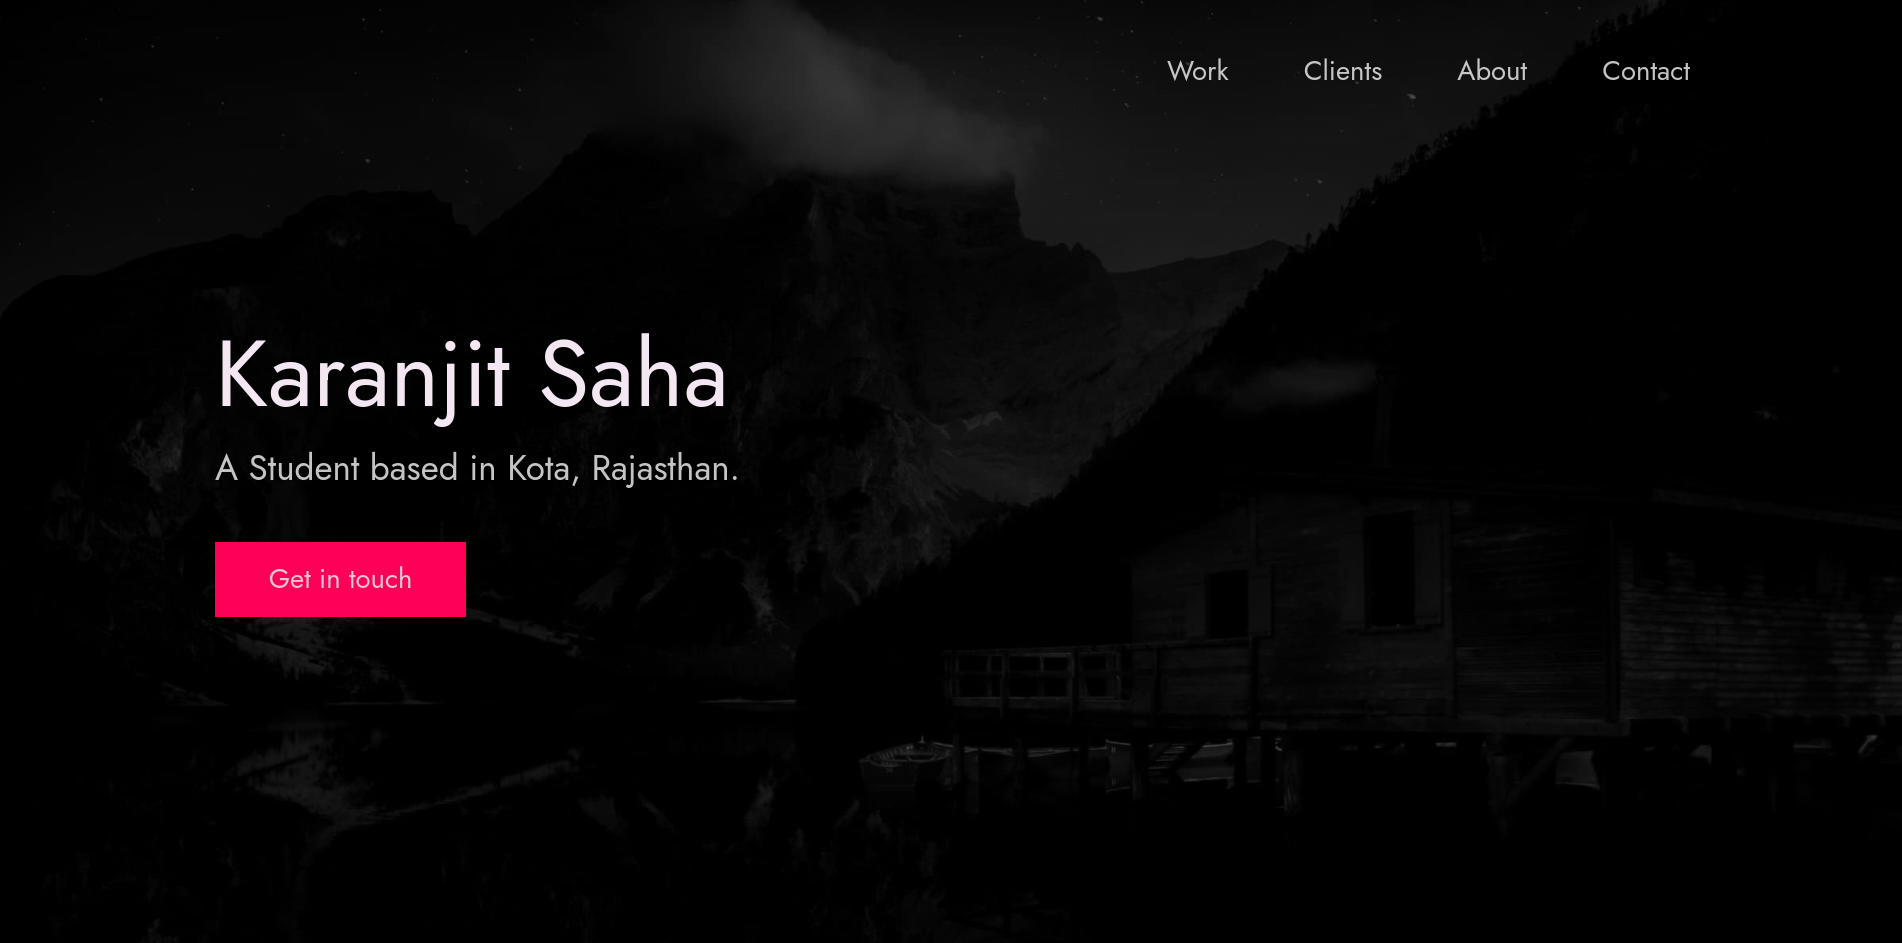 Work Clients About Contact
Karanjit Saha
A Student based in Kota, Rajasthan.
Get in touch